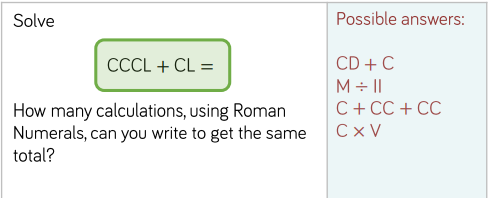 Solve
CCCL + CL =
How many calculations, using Roman
Numerals, can you write to get the same
total?
Possible answers:
CD + C
M ÷ II
C + CC + CC
C × V